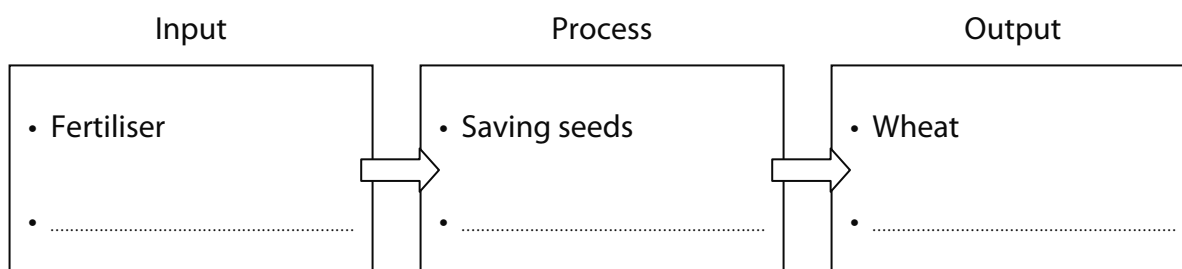 Input
Process
Output
• Fertiliser
• Saving seeds
• Wheat
• ........................................................
• ........................................................
• ........................................................